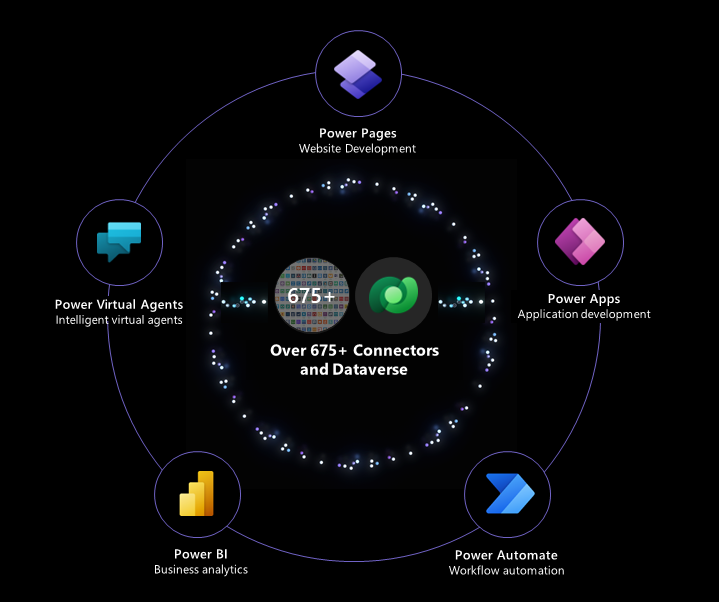 Power Pages
Website Development
Power Virtual Agents
Intelligent virtual agents
Power Apps
Application development
675+
Over 675+ Connectors
and Dataverse
Power BI
Business analytics
Power Automate
Workflow automation